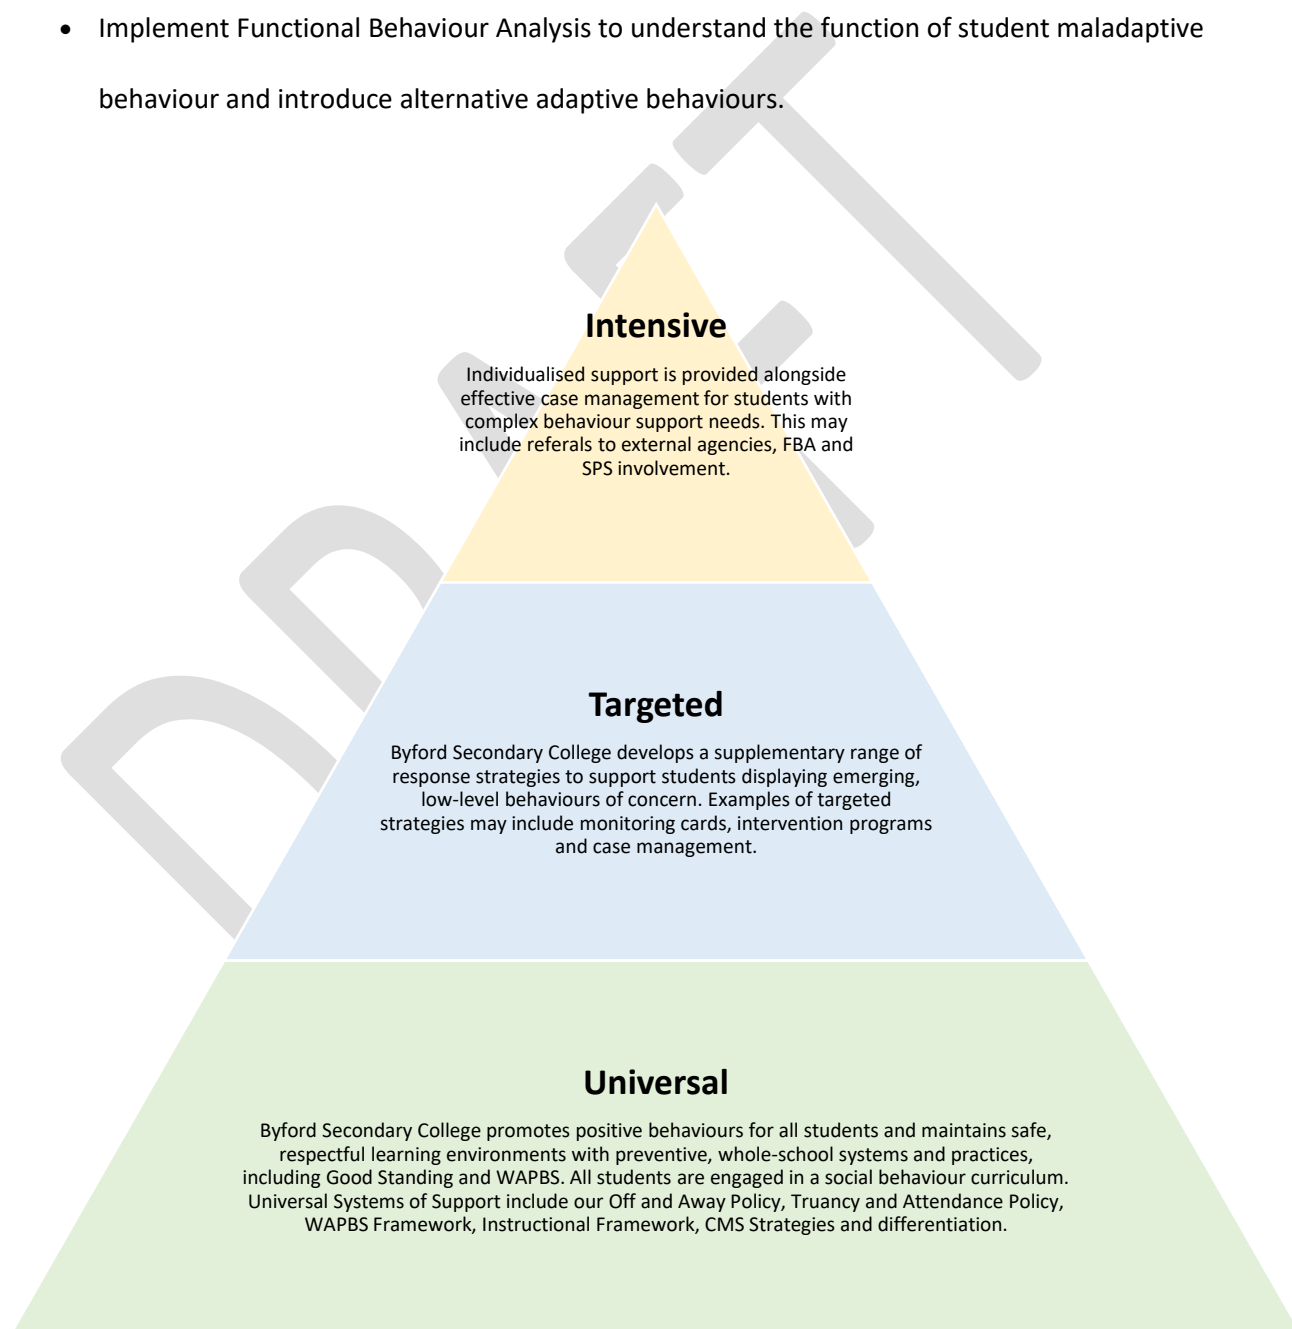 • Implement Functional Behaviour Analysis to understand the function of student maladaptive
behaviour and introduce alternative adaptive behaviours.
DRAFT
Intensive
Individualised support is provided alongside
effective case management for students with
complex behaviour support needs. This may
include referals to external agencies, FBA and
SPS involvement.
Targeted
Byford Secondary College develops a supplementary range of
response strategies to support students displaying emerging,
low-level behaviours of concern. Examples of targeted
strategies may include monitoring cards, intervention programs
and case management.
Universal
Byford Secondary College promotes positive behaviours for all students and maintains safe,
respectful learning environments with preventive, whole-school systems and practices,
including Good Standing and WAPBS. All students are engaged in a social behaviour curriculum.
Universal Systems of Support include our Off and Away Policy, Truancy and Attendance Policy,
WAPBS Framework, Instructional Framework, CMS Strategies and differentiation.